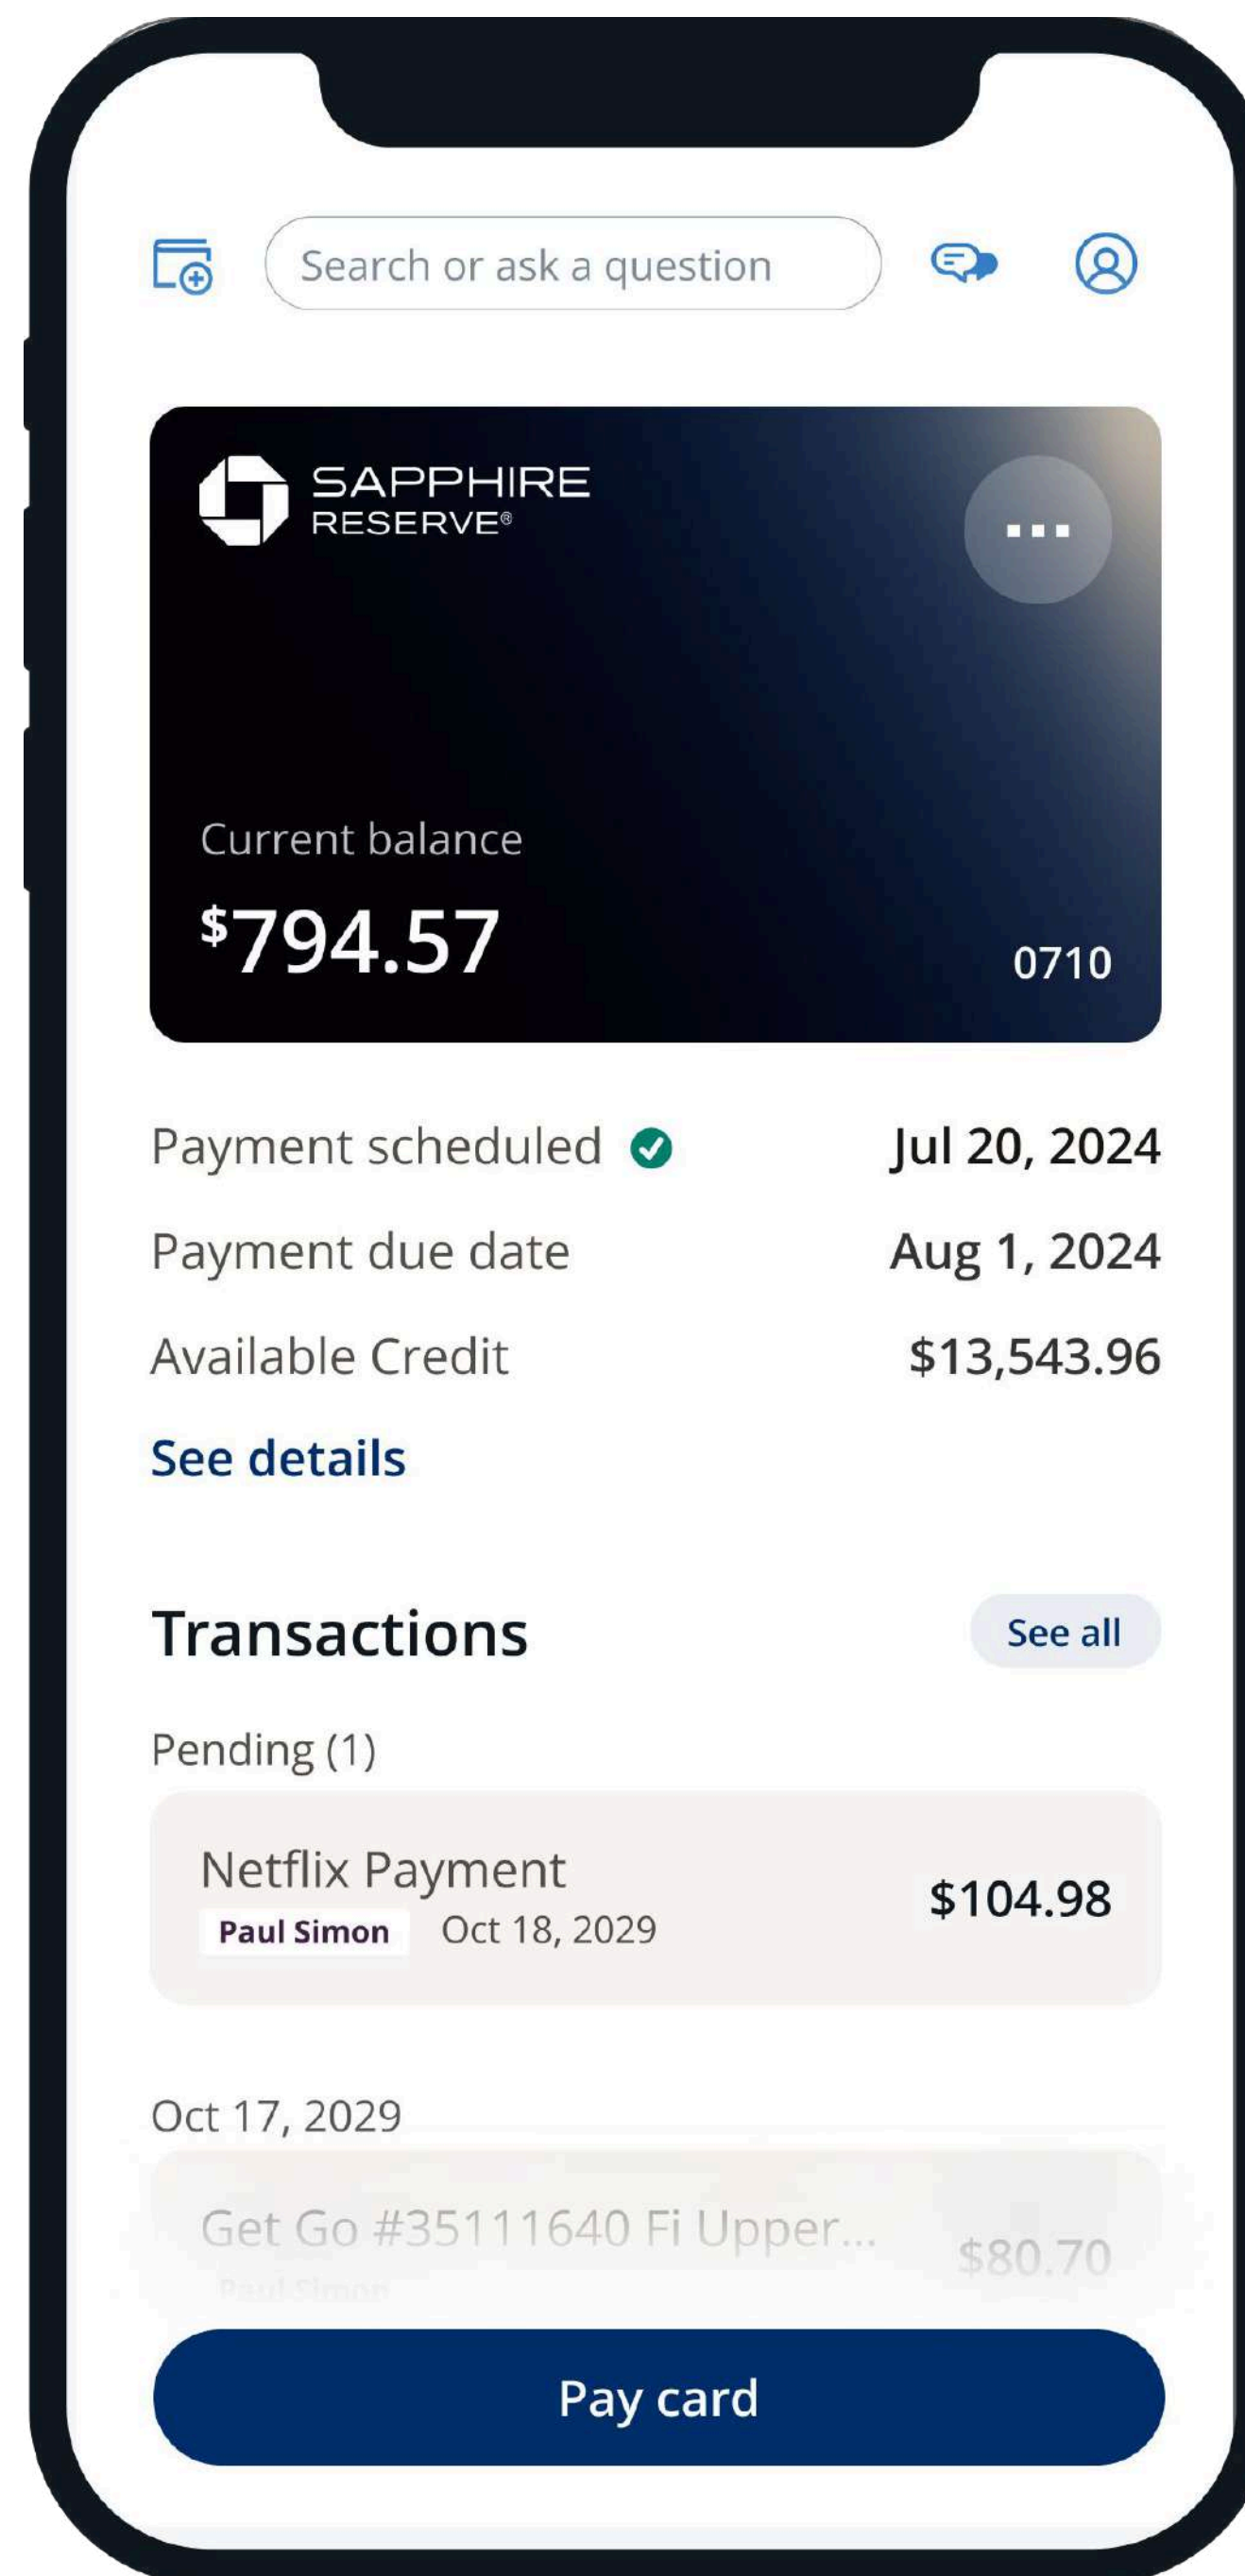 Search or ask a question
SAPPHIRE
RESERVE®
Current balance
$794.57
0710
Payment scheduled Jul 20, 2024
Payment due date Aug 1, 2024
Available Credit $13,543.96
See details
Transactions See all
Pending (1)
Netflix Payment
$104.98
Paul Simon Oct 18, 2029
Oct 17, 2029
Get Go #35111640 Fi Upper...
$80.70
Paul Simon
Pay card